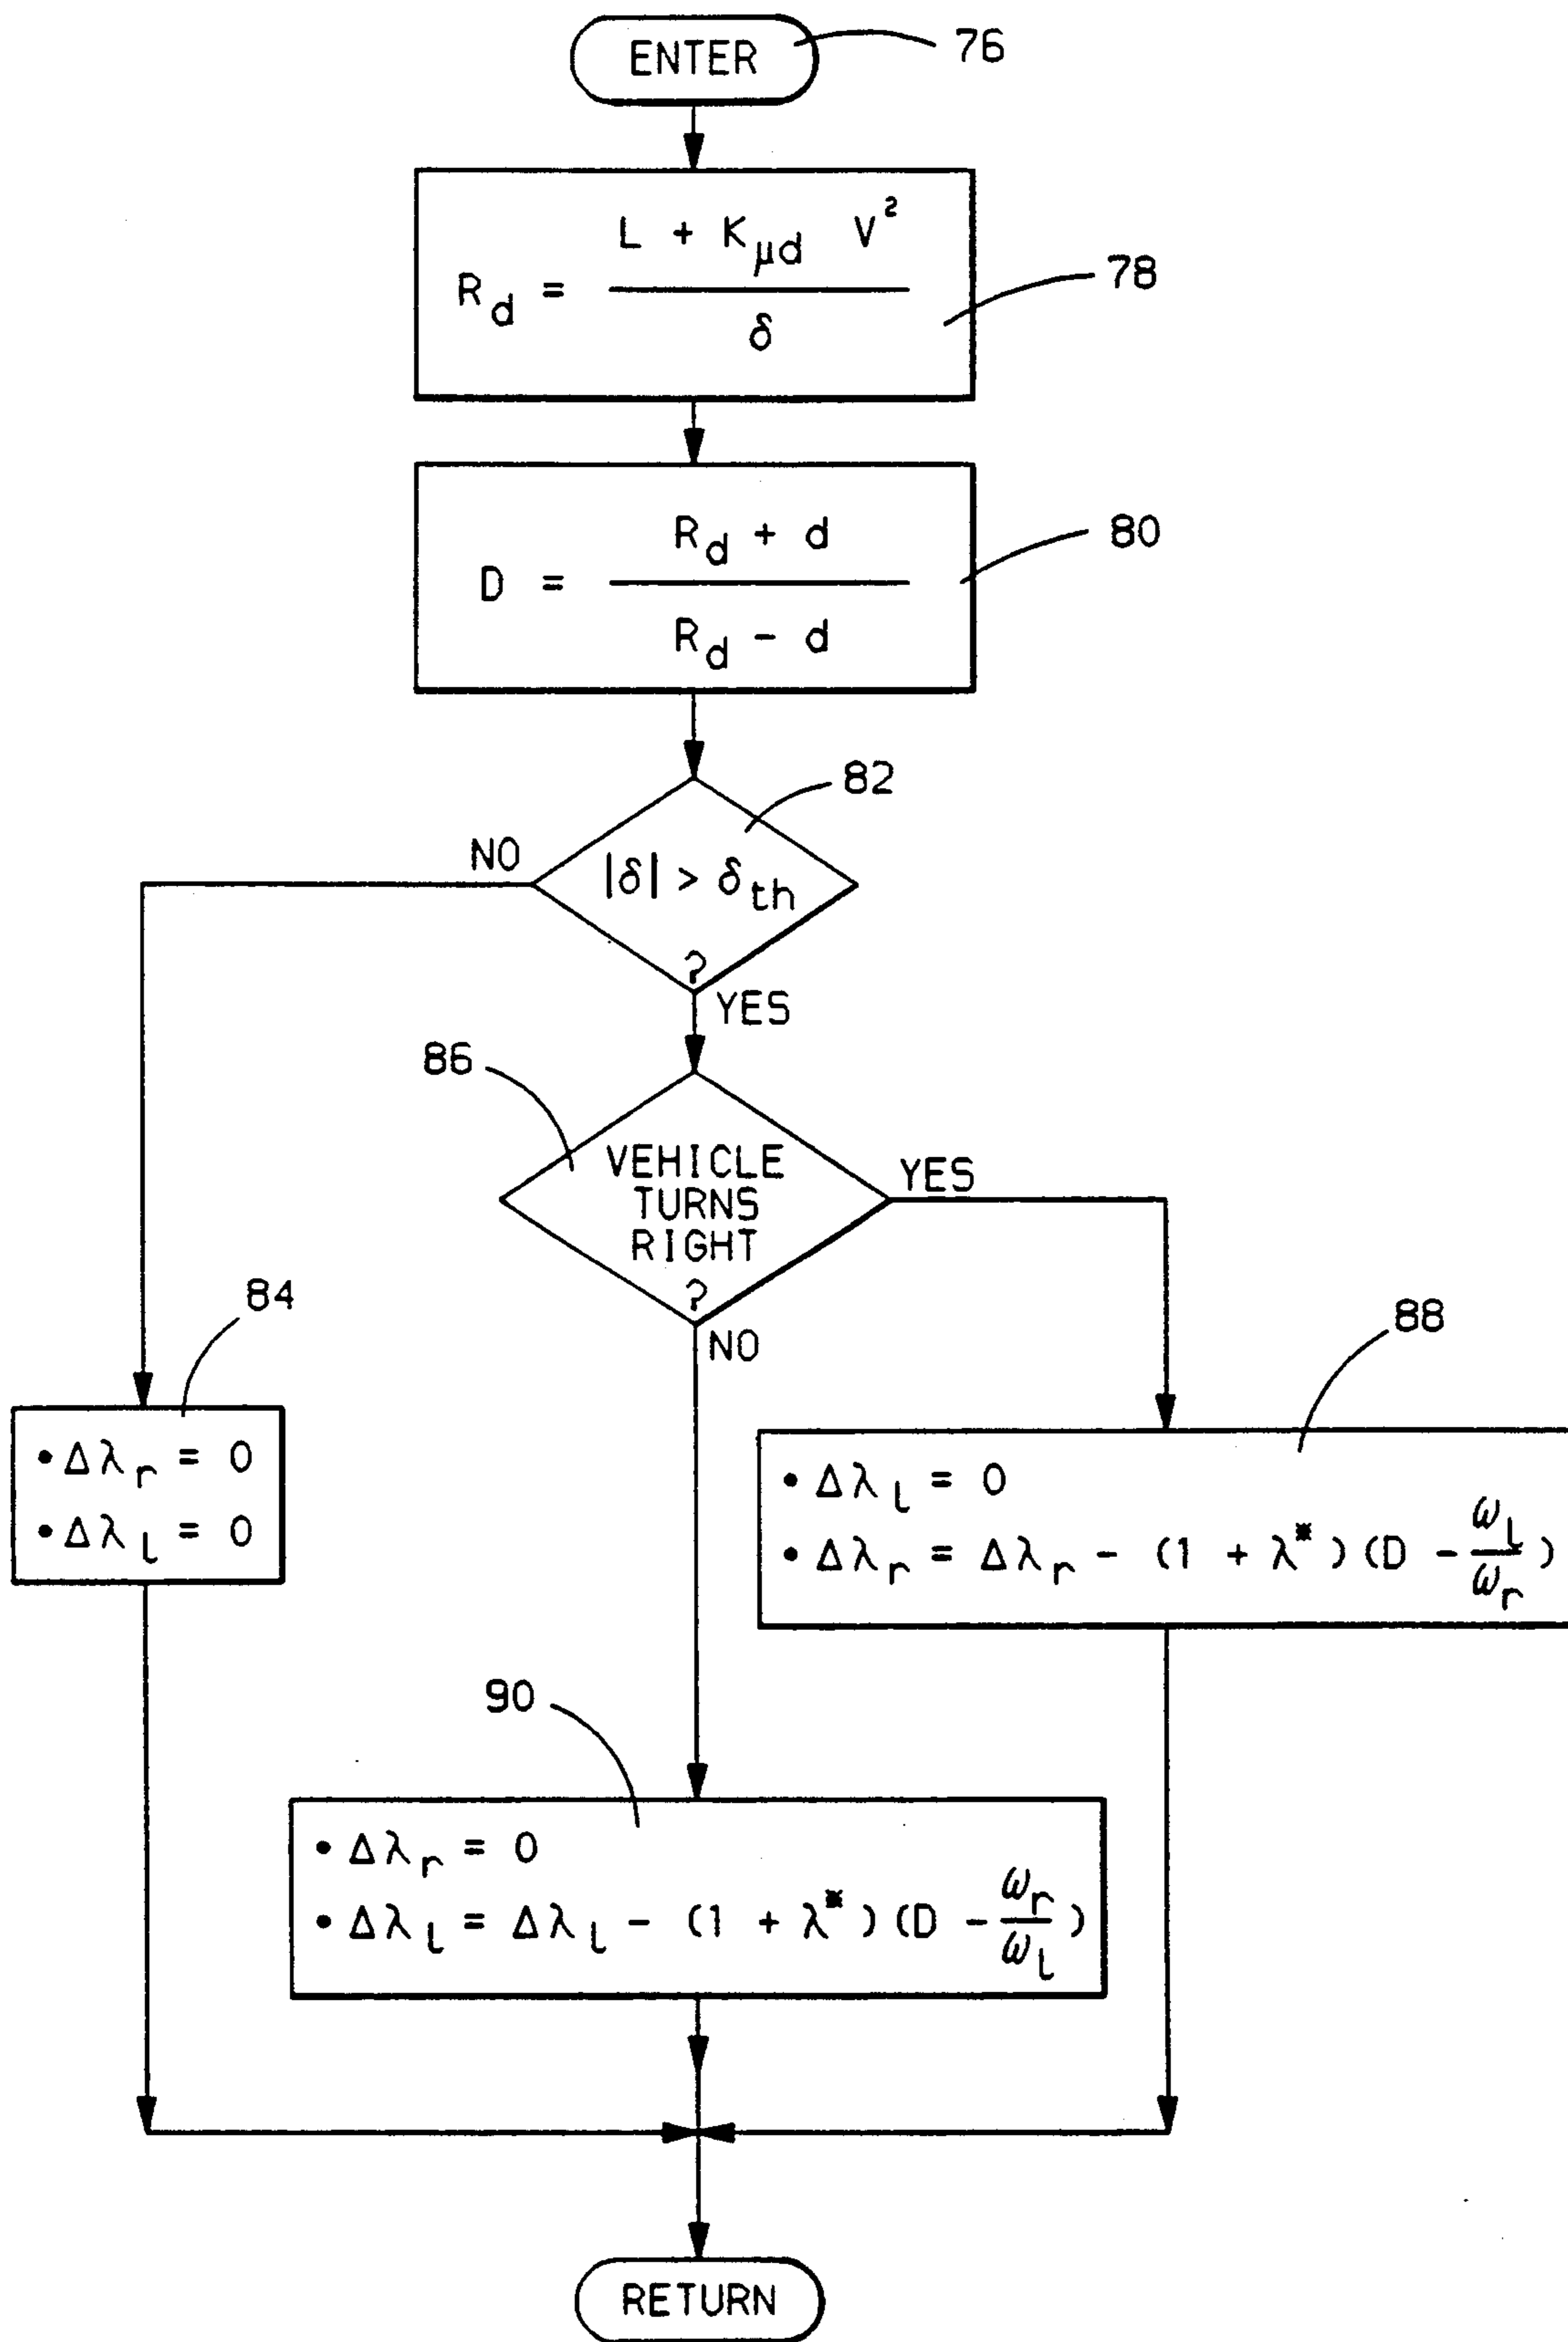 ENTER
76
R_d = (L + K_μd V²) / δ
78
D = (R_d + d) / (R_d - d)
80
82
NO
|δ| > δ_th
?
YES
86
VEHICLE
TURNS
RIGHT
?
YES
NO
84
• Δλ_r = 0
• Δλ_l = 0
88
• Δλ_l = 0
• Δλ_r = Δλ_r - (1 + λ*) (D - ω_l/ω_r)
90
• Δλ_r = 0
• Δλ_l = Δλ_l - (1 + λ*) (D - ω_r/ω_l)
RETURN